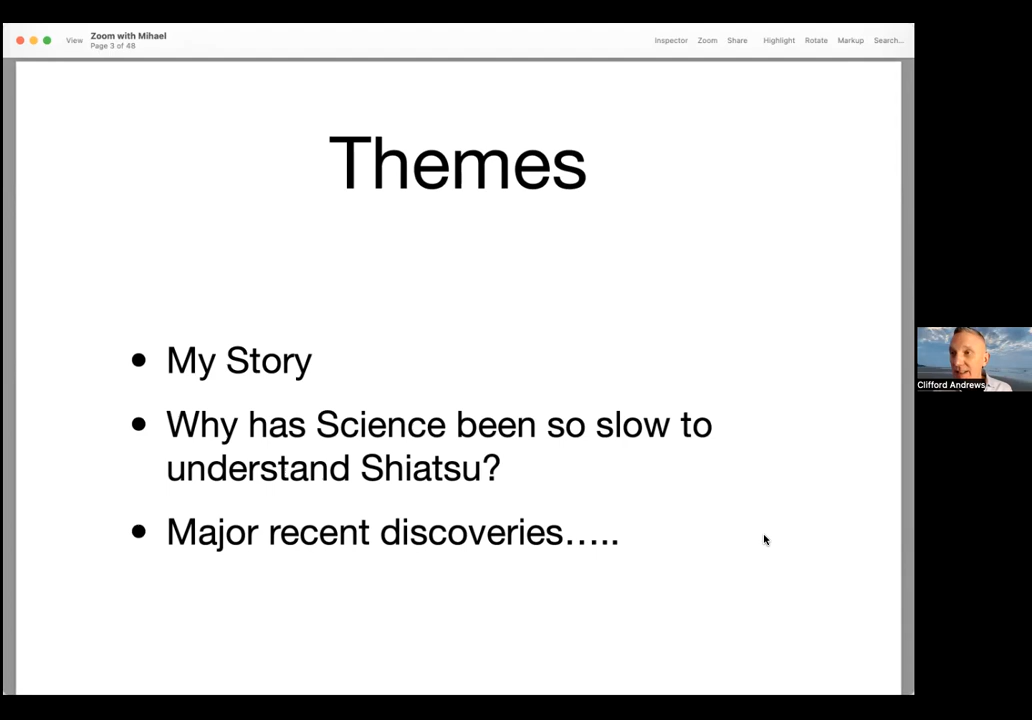 View
Zoom with Mihael
Page 3 of 48
Inspector Zoom Share Highlight Rotate Markup Search...
Themes
• My Story
• Why has Science been so slow to
understand Shiatsu?
• Major recent discoveries…..
Clifford Andrews